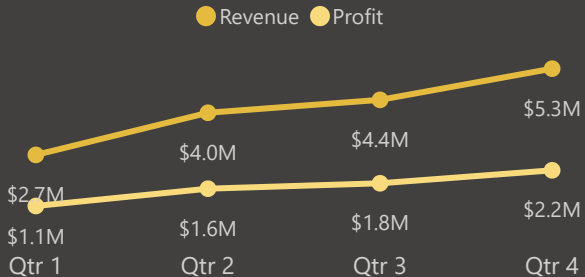 Revenue Profit
$5.3M
$4.4M
$4.0M
$2.7M
$2.2M
$1.8M
$1.6M
$1.1M
Qtr 1 Qtr 2 Qtr 3 Qtr 4